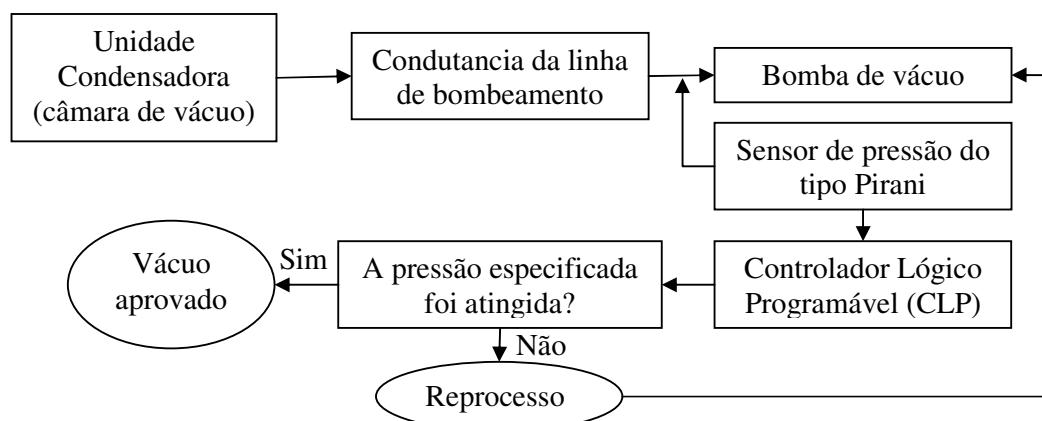 Unidade
Condensadora
(câmara de vácuo)
Condutancia da linha
de bombeamento
Bomba de vácuo
Sensor de pressão do
tipo Pirani
Vácuo
aprovado
Sim
A pressão especificada
foi atingida?
Controlador Lógico
Programável (CLP)
Não
Reprocesso